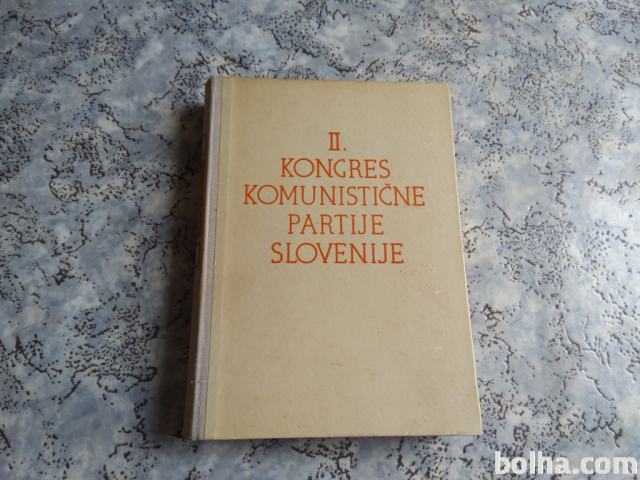 II.
KONGRES
KOMUNISTIČNE
PARTIJE
SLOVENIJE
bolha.com